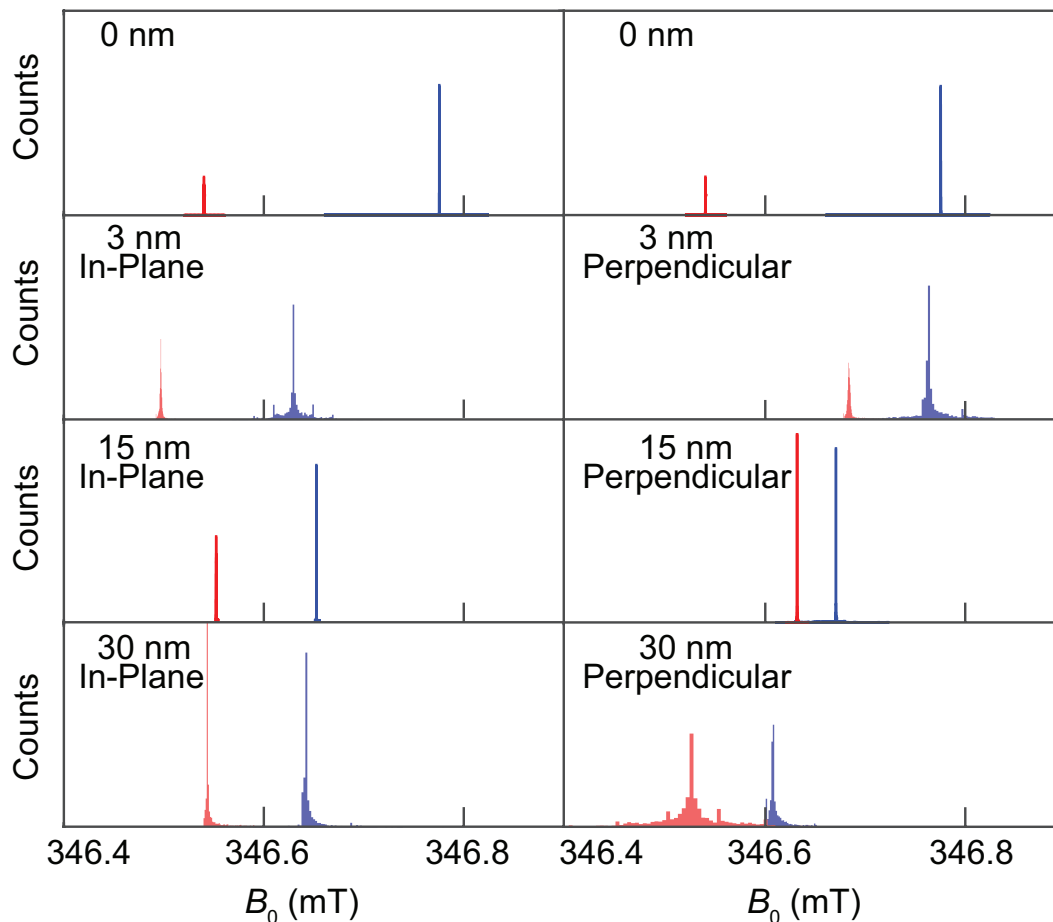 Counts
0 nm
0 nm
Counts
3 nm
In-Plane
3 nm
Perpendicular
Counts
15 nm
In-Plane
15 nm
Perpendicular
Counts
30 nm
In-Plane
30 nm
Perpendicular
346.4 346.6 346.8 346.4 346.6 346.8
B0 (mT) B0 (mT)